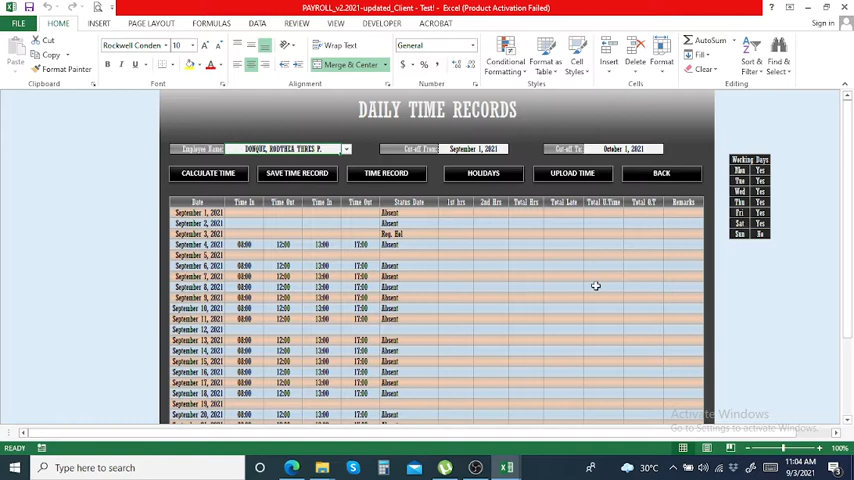 PAYROLL_v2.2021-updated_Client - Test! - Excel (Product Activation Failed)
FILE HOME INSERT PAGE LAYOUT FORMULAS DATA REVIEW VIEW DEVELOPER ACROBAT Sign in
Cut
Copy
Format Painter
Paste
Clipboard
Rockwell Conden 10
B I U
Font
Wrap Text
Merge & Center
Alignment
General
$ % ,
Number
Conditional Formatting
Format as Table
Cell Styles
Styles
Insert Delete Format
Cells
AutoSum
Fill
Clear
Sort & Filter
Find & Select
Editing
DAILY TIME RECORDS
Employee Name: DONQUE, RODTHEA THRES P. Cut-off From: September 1, 2021 Cut-off To: October 1, 2021
CALCULATE TIME SAVE TIME RECORD TIME RECORD HOLIDAYS UPLOAD TIME BACK
Working Days
Mon Yes
Tue Yes
Wed Yes
Thu Yes
Fri Yes
Sat Yes
Sun No
Date Time In Time Out Time In Time Out Status Date 1st hrs 2nd Hrs Total Hrs Total Late Total U.Time Total O.T Remarks
September 1, 2021 Absent
September 2, 2021 Absent
September 3, 2021 Reg. Hol
September 4, 2021 08:00 12:00 13:00 17:00 Absent
September 5, 2021
September 6, 2021 08:00 12:00 13:00 17:00 Absent
September 7, 2021 08:00 12:00 13:00 17:00 Absent
September 8, 2021 08:00 12:00 13:00 17:00 Absent
September 9, 2021 08:00 12:00 13:00 17:00 Absent
September 10, 2021 08:00 12:00 13:00 17:00 Absent
September 11, 2021 08:00 12:00 13:00 17:00 Absent
September 12, 2021
September 13, 2021 08:00 12:00 13:00 17:00 Absent
September 14, 2021 08:00 12:00 13:00 17:00 Absent
September 15, 2021 08:00 12:00 13:00 17:00 Absent
September 16, 2021 08:00 12:00 13:00 17:00 Absent
September 17, 2021 08:00 12:00 13:00 17:00 Absent
September 18, 2021 08:00 12:00 13:00 17:00 Absent
September 19, 2021
September 20, 2021 08:00 12:00 13:00 17:00 Absent
Activate Windows
Go to Settings to activate Windows.
READY 100%
Type here to search
30°C
11:04 AM
9/3/2021
3